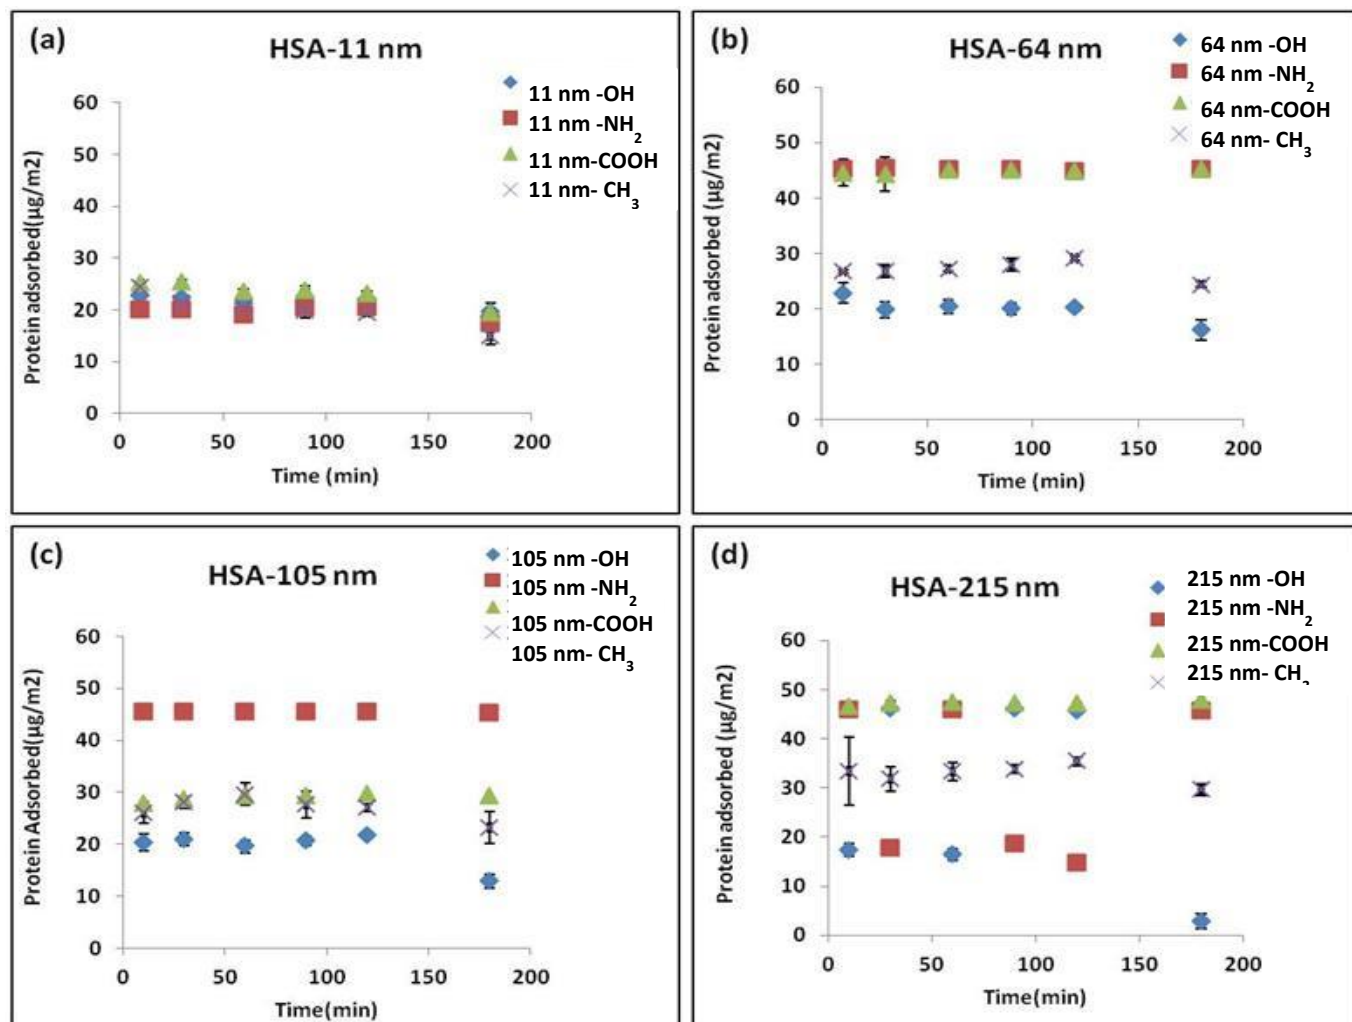 (a)
HSA-11 nm
11 nm -OH
11 nm -NH2
11 nm-COOH
11 nm- CH3
Protein adsorbed(µg/m2)
60
50
40
30
20
10
0
0 50 100 150 200
Time (min)
(b)
HSA-64 nm
64 nm -OH
64 nm -NH2
64 nm-COOH
64 nm- CH3
Protein adsorbed (µg/m2)
60
50
40
30
20
10
0
0 50 100 150 200
Time (min)
(c)
HSA-105 nm
105 nm -OH
105 nm -NH2
105 nm-COOH
105 nm- CH3
Protein Adsorbed(µg/m2)
60
50
40
30
20
10
0
0 50 100 150 200
Time(min)
(d)
HSA-215 nm
215 nm -OH
215 nm -NH2
215 nm-COOH
215 nm- CH3
Protein adsorbed (µg/m2)
60
50
40
30
20
10
0
0 50 100 150 200
Time(min)